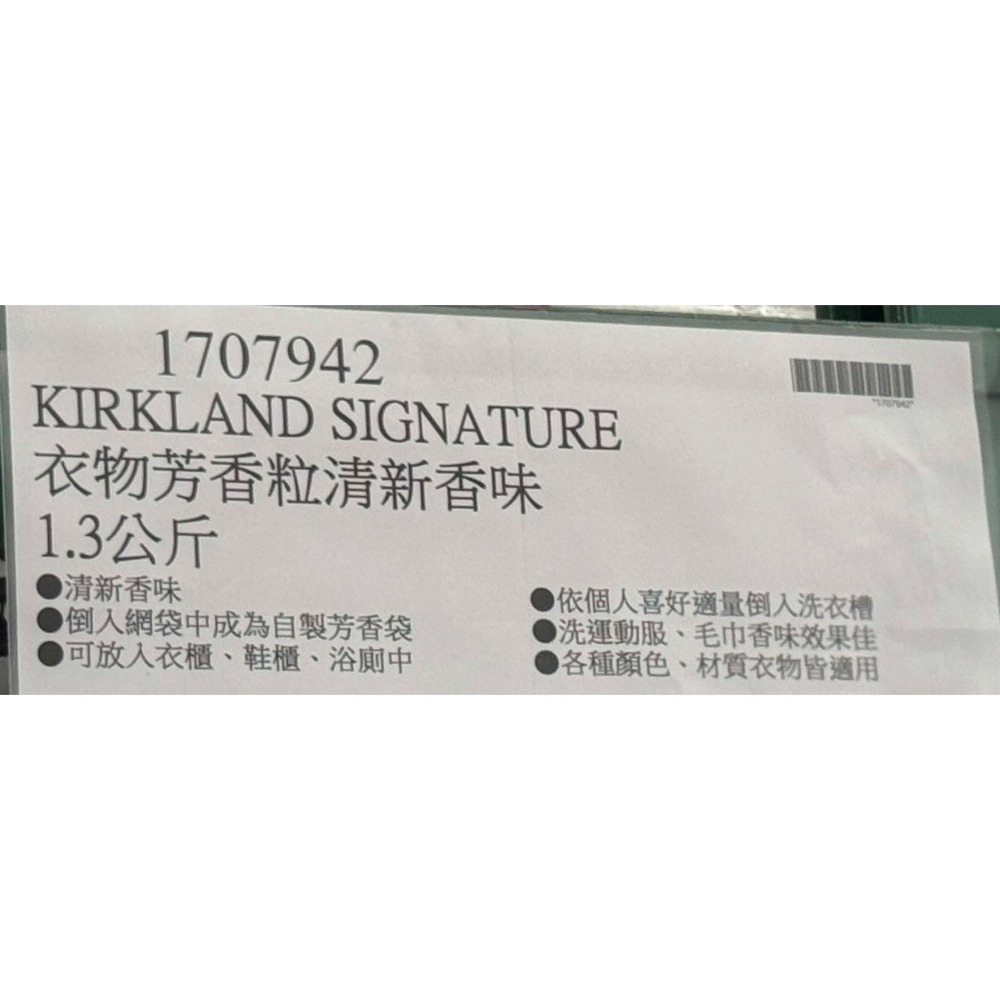 1707942
KIRKLAND SIGNATURE
衣物芳香粒清新香味
1.3公斤
●清新香味
●倒入網袋中成為自製芳香袋
●可放入衣櫃、鞋櫃、浴廁中
●依個人喜好適量倒入洗衣槽
●洗運動服、毛巾香味效果佳
●各種顏色、材質衣物皆適用
*1707942*